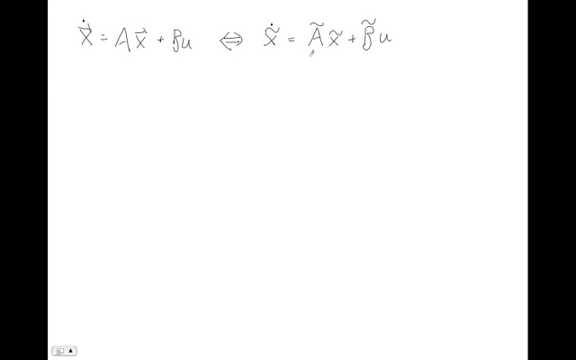 ẋ⃗ = Ax⃗ + Bu ⇔ ẋ̃ = Ãx̃ + B̃u